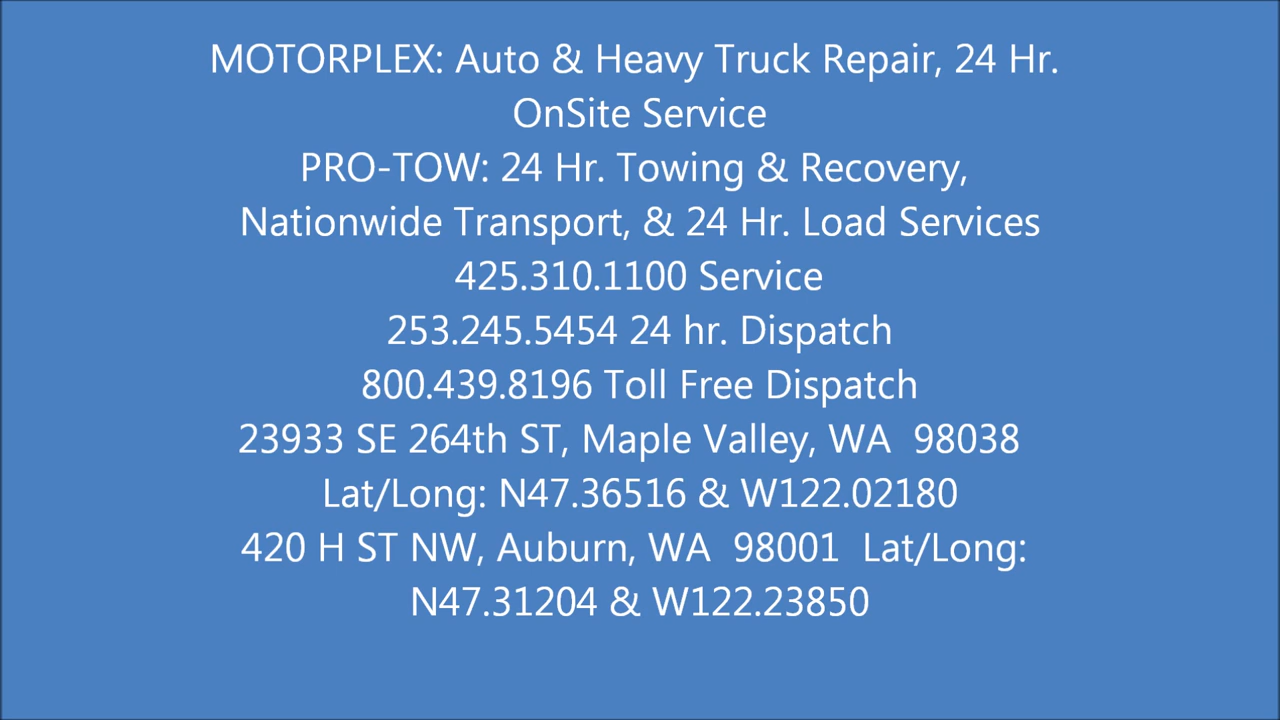 MOTORPLEX: Auto & Heavy Truck Repair, 24 Hr.
OnSite Service
PRO-TOW: 24 Hr. Towing & Recovery,
Nationwide Transport, & 24 Hr. Load Services
425.310.1100 Service
253.245.5454 24 hr. Dispatch
800.439.8196 Toll Free Dispatch
23933 SE 264th ST, Maple Valley, WA  98038
Lat/Long: N47.36516 & W122.02180
420 H ST NW, Auburn, WA  98001  Lat/Long:
N47.31204 & W122.23850